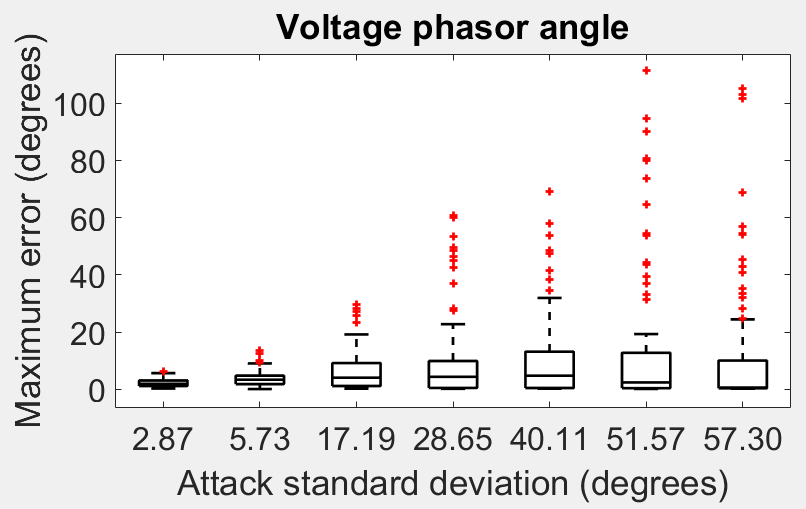 Voltage phasor angle
Maximum error (degrees)
100
80
60
40
20
0
2.87 5.73 17.19 28.65 40.11 51.57 57.30
Attack standard deviation (degrees)